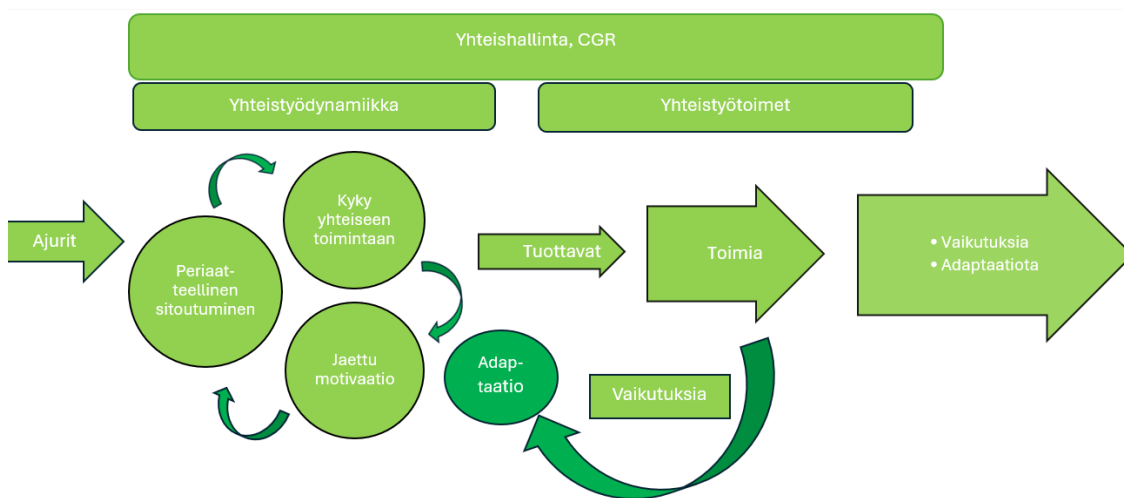 Yhteishallinta, CGR
Yhteistyödynamiikka
Yhteistyötoimet
Ajurit
Periaat-
teellinen
sitoutuminen
Kyky
yhteiseen
toimintaan
Jaettu
motivaatio
Adap-
taatio
Tuottavat
Toimia
Vaikutuksia
• Vaikutuksia
• Adaptaatiota